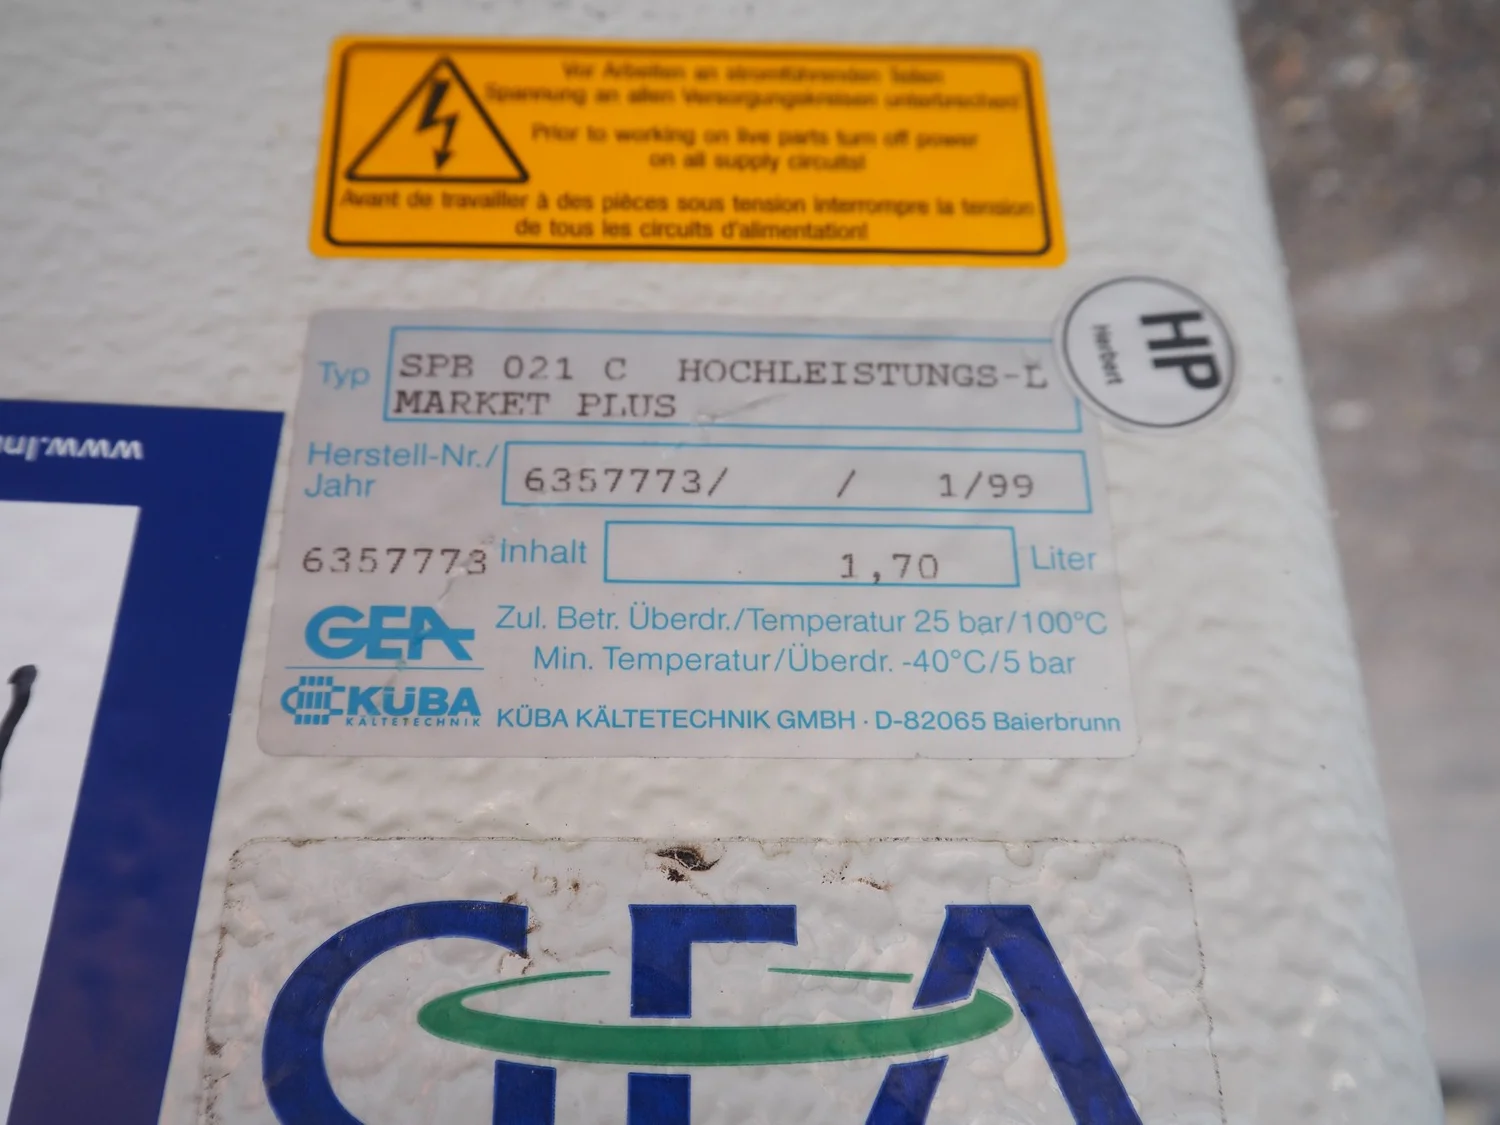 Vor Arbeiten an stromführenden Teilen
Spannung an allen Versorgungskreisen unterbrechen!
Prior to working on live parts turn off power
on all supply circuits!
Avant de travailler à des pièces sous tension interrompre la tension
de tous les circuits d'alimentation!
HP
Herbert
Typ SPB 021 C HOCHLEISTUNGS-L
MARKET PLUS
Herstell-Nr./
Jahr 6357773/ / 1/99
6357773 Inhalt 1,70 Liter
GEA
Zul. Betr. Überdr./Temperatur 25 bar/100°C
Min. Temperatur/Überdr. -40°C/5 bar
KÜBA
KÄLTETECHNIK
KÜBA KÄLTETECHNIK GMBH · D-82065 Baierbrunn
GEA